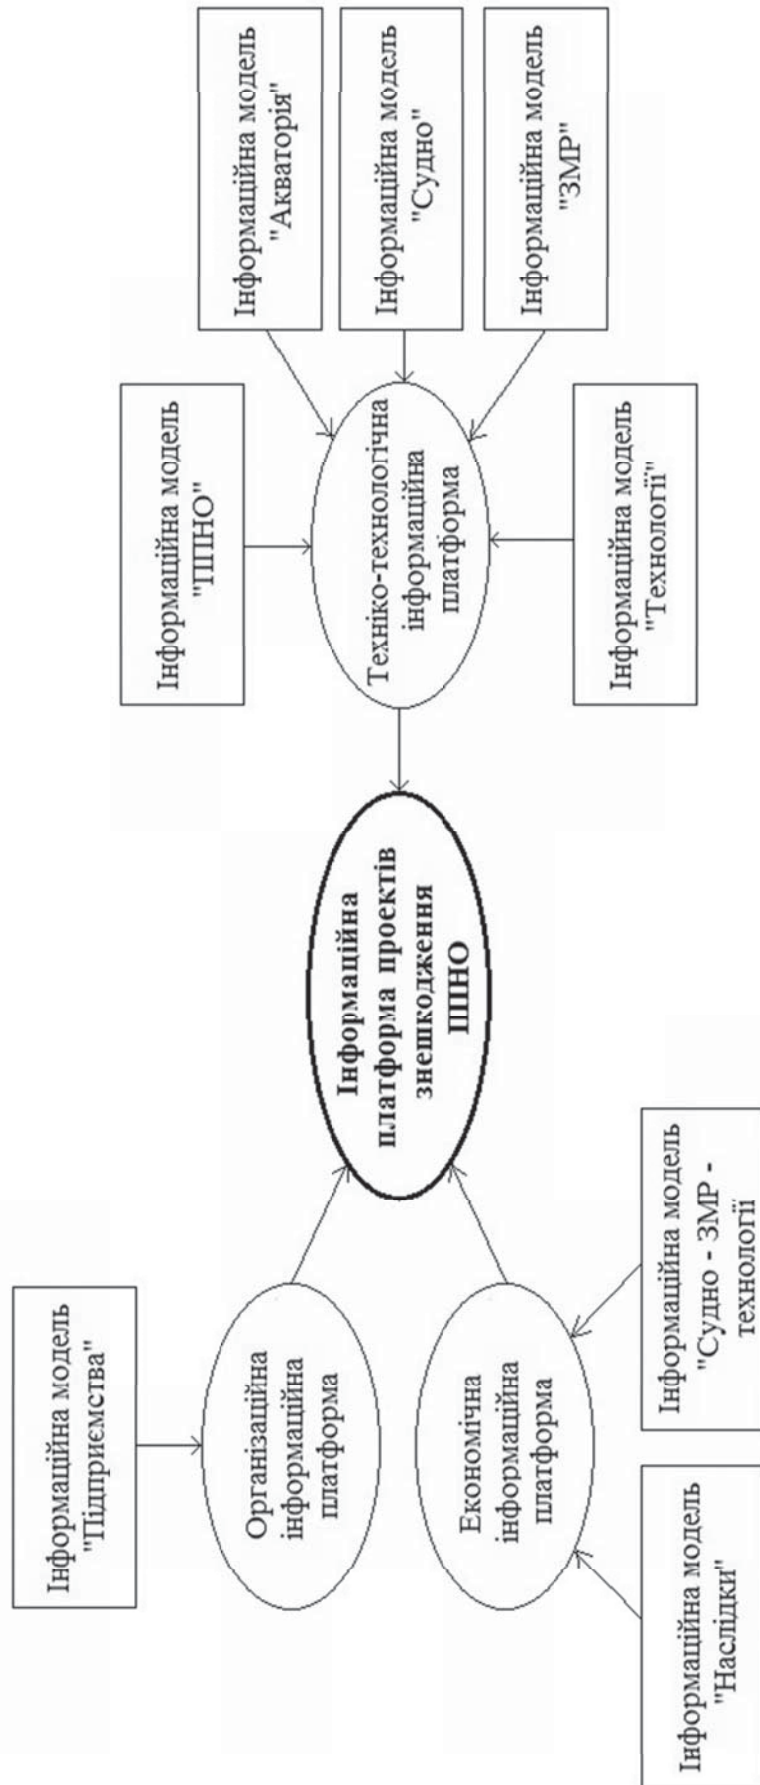 Інформаційна модель
"Підприємства"
Організаційна
інформаційна
платформа
Економічна
інформаційна
платформа
Інформаційна модель
"Наслідки"
Інформаційна модель
"Судно - ЗМР -
технології
Інформаційна
платформа проектів
знешкодження
ППНО
Інформаційна модель
"ППНО"
Техніко-технологічна
інформаційна
платформа
Інформаційна модель
"Технології"
Інформаційна модель
"Акваторія"
Інформаційна модель
"Судно"
Інформаційна модель
"ЗМР"